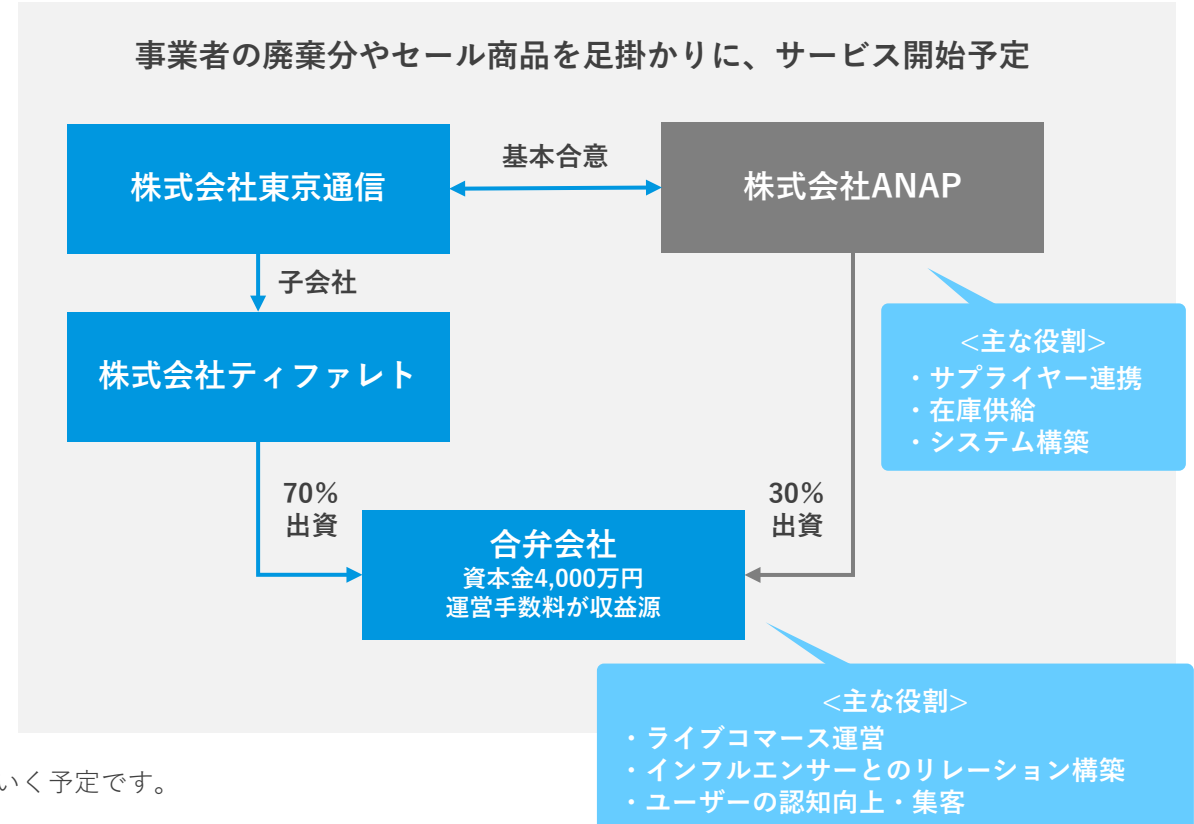 事業者の廃棄分やセール商品を足掛かりに、サービス開始予定
株式会社東京通信
基本合意
株式会社ANAP
子会社
株式会社ティファレト
<主な役割>
・サプライヤー連携
・在庫供給
・システム構築
70%
出資
30%
出資
合弁会社
資本金4,000万円
運営手数料が収益源
<主な役割>
・ライブコマース運営
・インフルエンサーとのリレーション構築
・ユーザーの認知向上・集客
いく予定です。